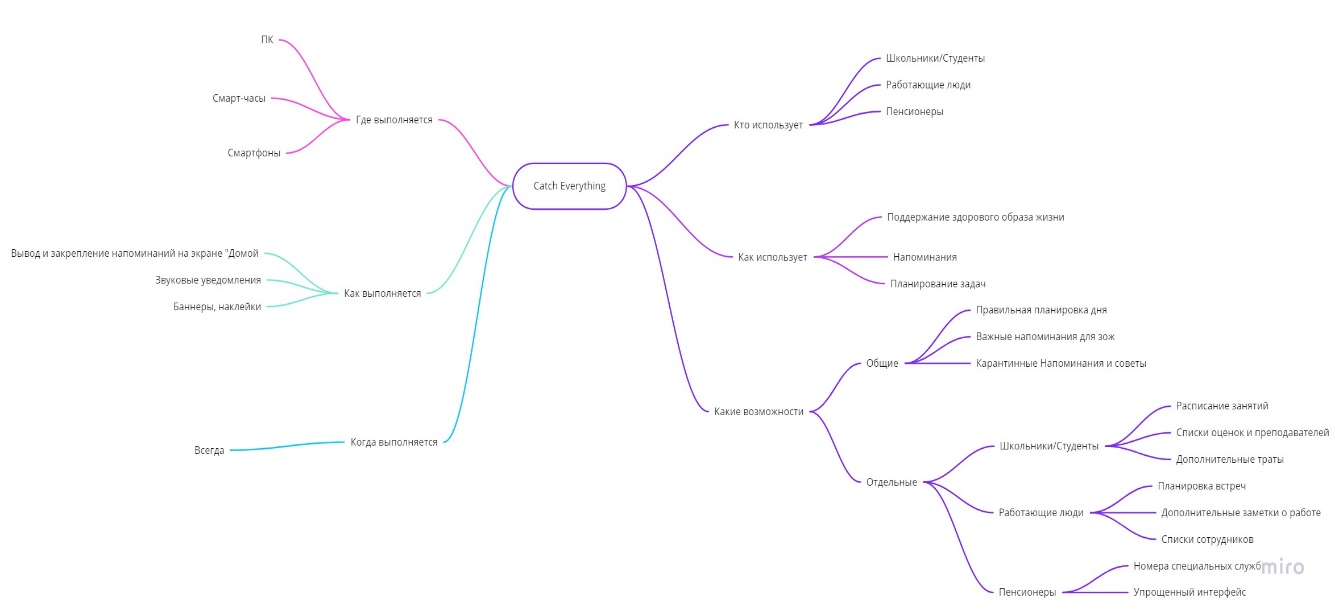 Catch Everything
Где выполняется
ПК
Смарт-часы
Смартфоны
Как выполняется
Вывод и закрепление напоминаний на экране "Домой
Звуковые уведомления
Баннеры, наклейки
Когда выполняется
Всегда
Кто использует
Школьники/Студенты
Работающие люди
Пенсионеры
Как использует
Поддержание здорового образа жизни
Напоминания
Планирование задач
Какие возможности
Общие
Правильная планировка дня
Важные напоминания для зож
Карантинные Напоминания и советы
Отдельные
Школьники/Студенты
Расписание занятий
Списки оценок и преподавателей
Дополнительные траты
Работающие люди
Планировка встреч
Дополнительные заметки о работе
Списки сотрудников
Пенсионеры
Номера специальных служб
Упрощенный интерфейс
miro